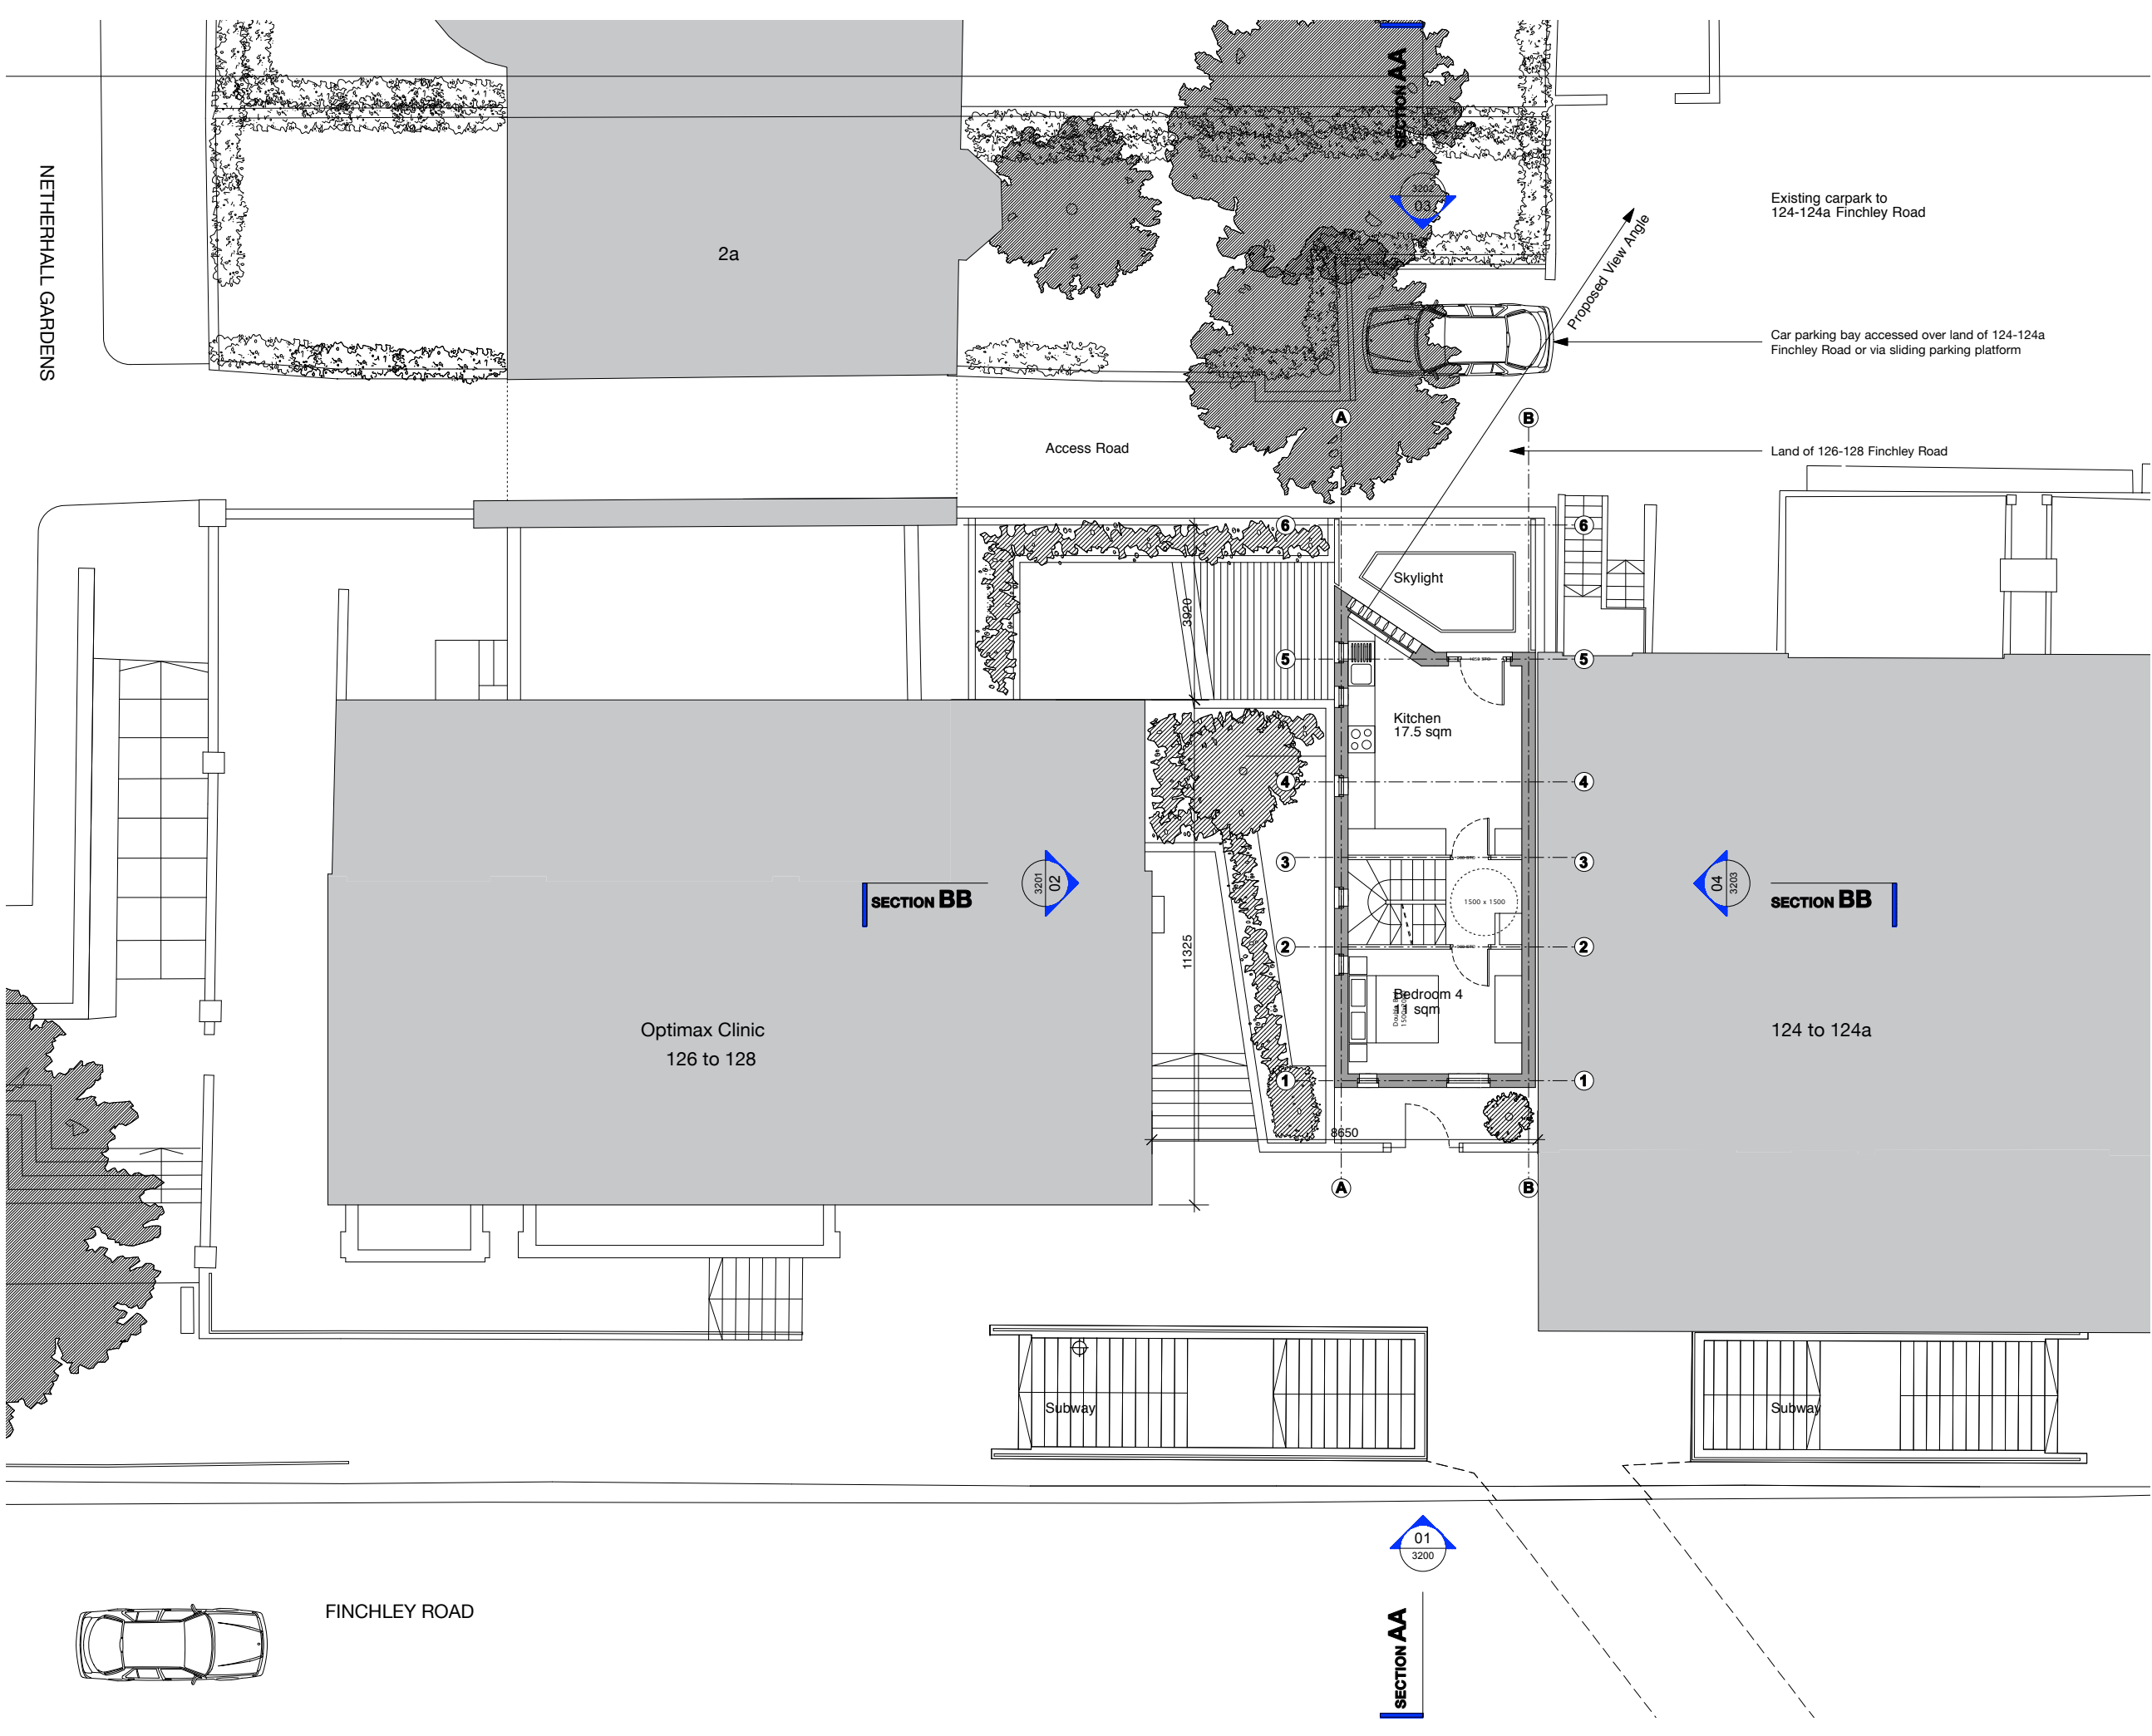 SECTION AA
3202
03
NETHERHALL GARDENS
2a
Proposed View Angle
Existing carpark to
124-124a Finchley Road
Car parking bay accessed over land of 124-124a
Finchley Road or via sliding parking platform
A
B
Access Road
Land of 126-128 Finchley Road
6
6
Skylight
3920
5
5
Kitchen
17.5 sqm
4
4
3
3
3201
02
SECTION BB
1500 x 1500
04
3203
SECTION BB
2
2
11325
Bedroom 4
sqm
Optimax Clinic
126 to 128
124 to 124a
1
1
8650
A
B
Subway
Subway
01
3200
FINCHLEY ROAD
SECTION AA